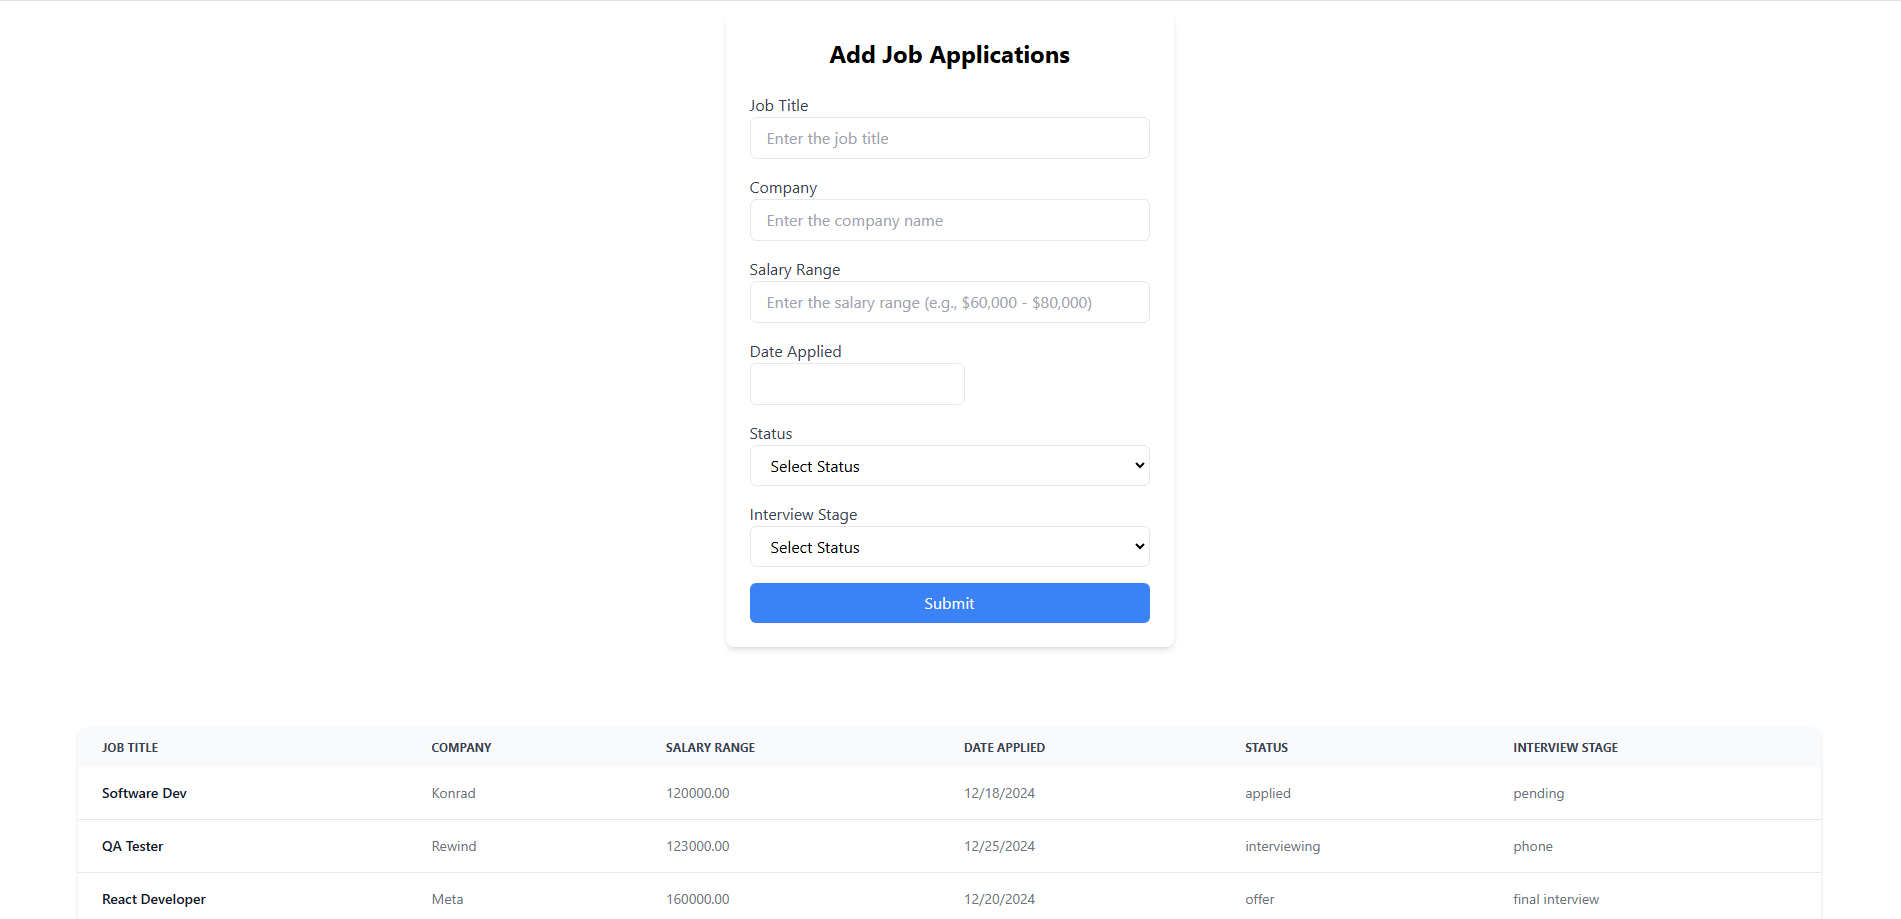 Add Job Applications
Job Title
Enter the job title
Company
Enter the company name
Salary Range
Enter the salary range (e.g., $60,000 - $80,000)
Date Applied
Status
Select Status
Interview Stage
Select Status
Submit
JOB TITLE COMPANY SALARY RANGE DATE APPLIED STATUS INTERVIEW STAGE
Software Dev Konrad 120000.00 12/18/2024 applied pending
QA Tester Rewind 123000.00 12/25/2024 interviewing phone
React Developer Meta 160000.00 12/20/2024 offer final interview